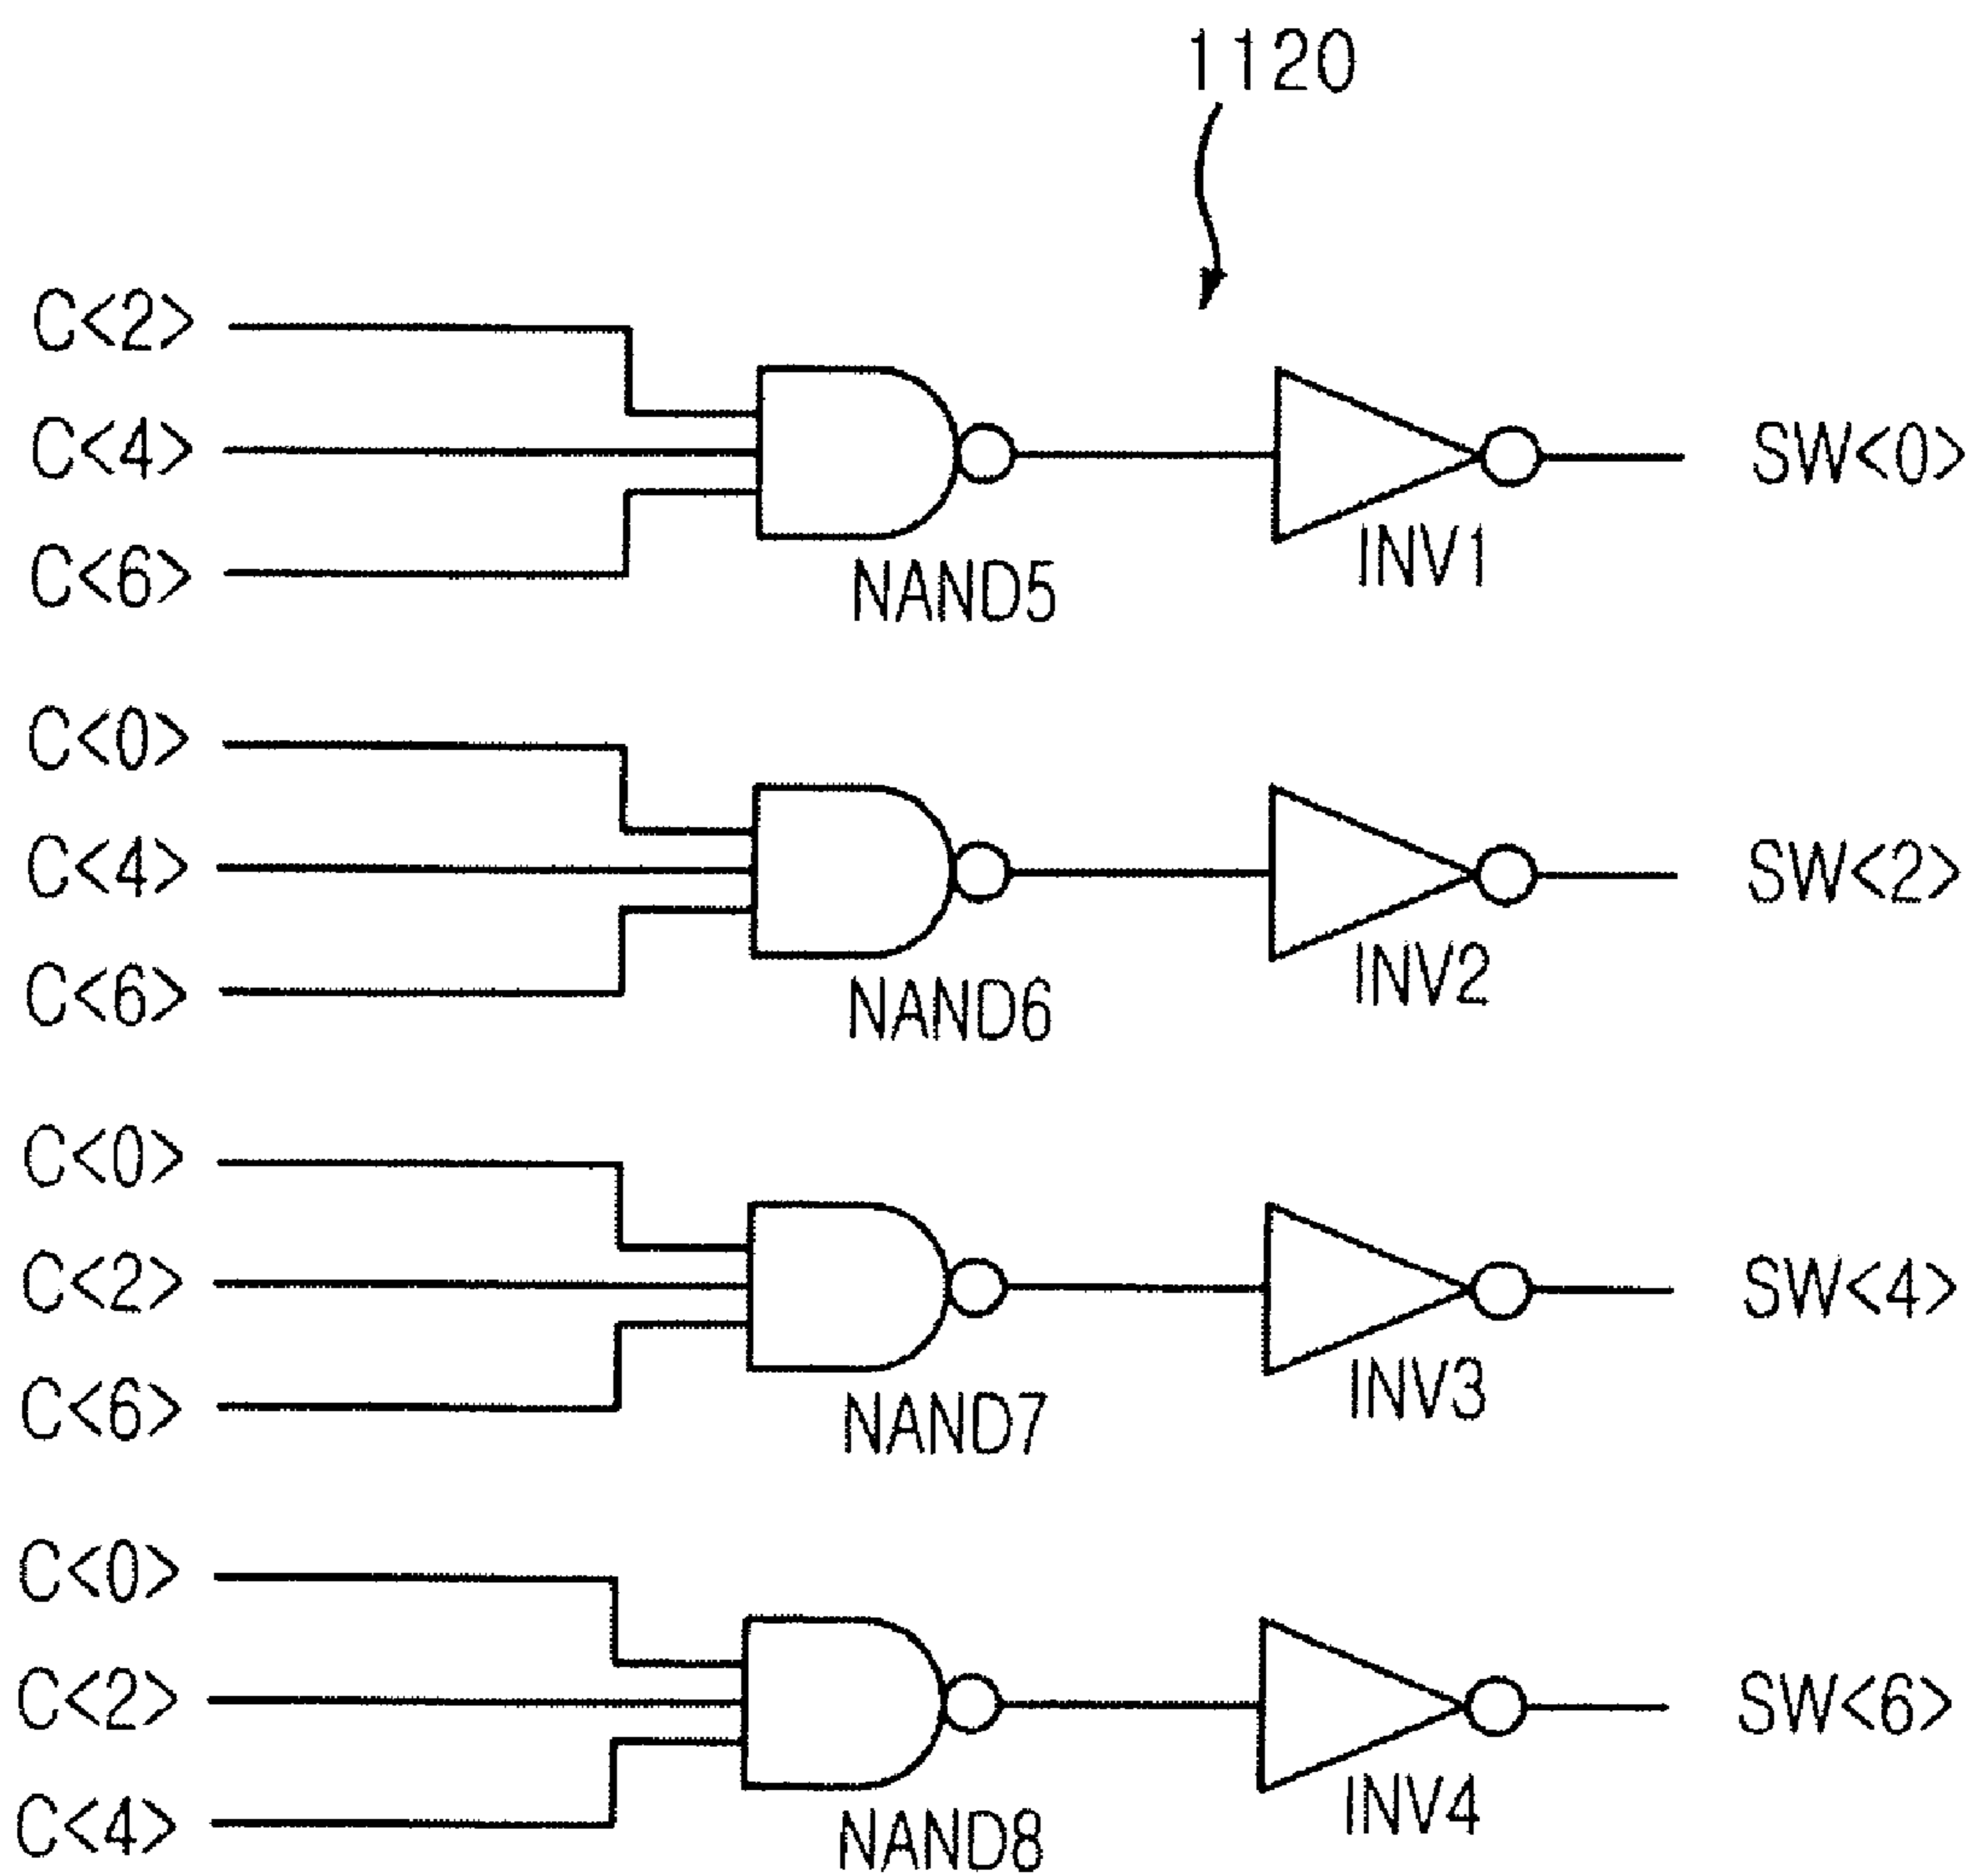 1120
C<2>
C<4>
C<6>
NAND5
INV1
SW<0>
C<0>
C<4>
C<6>
NAND6
INV2
SW<2>
C<0>
C<2>
C<6>
NAND7
INV3
SW<4>
C<0>
C<2>
C<4>
NAND8
INV4
SW<6>